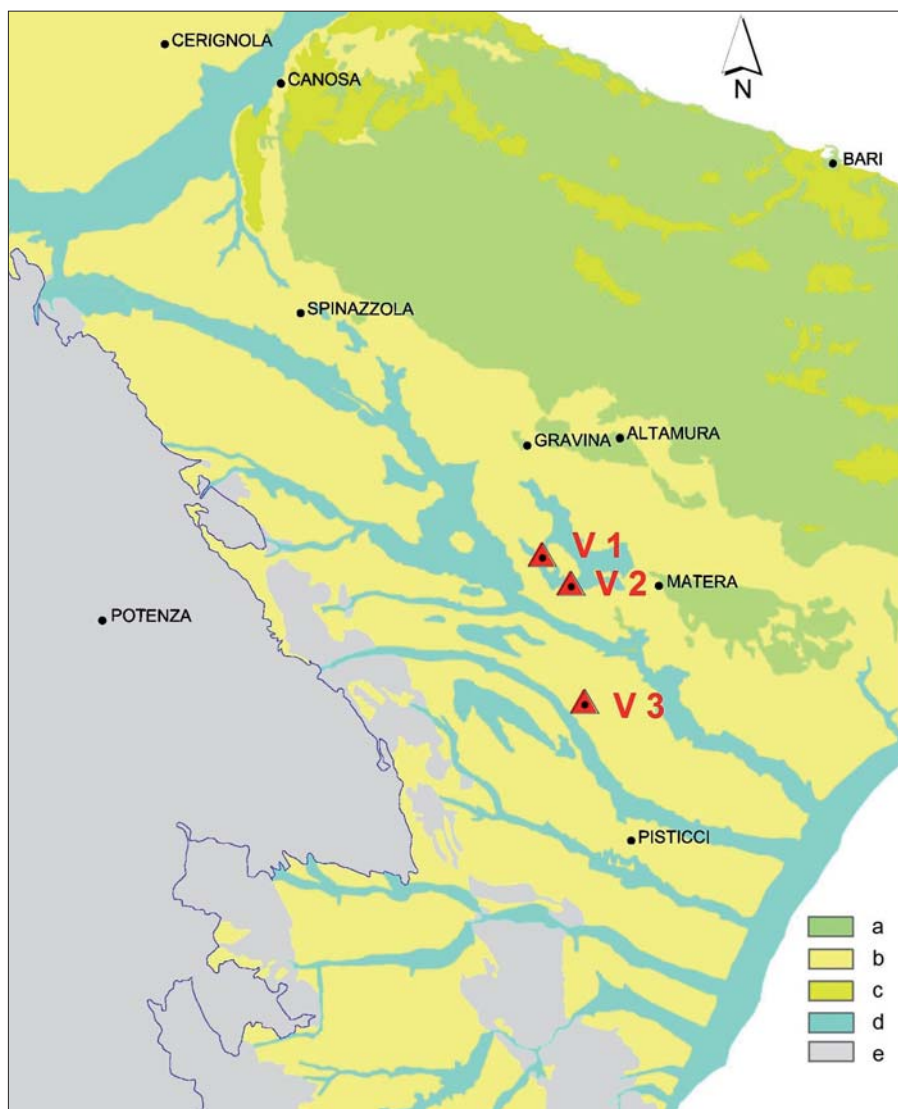 CERIGNOLA
CANOSA
N
BARI
SPINAZZOLA
GRAVINA
ALTAMURA
V 1
V 2
MATERA
POTENZA
V 3
PISTICCI
a
b
c
d
e